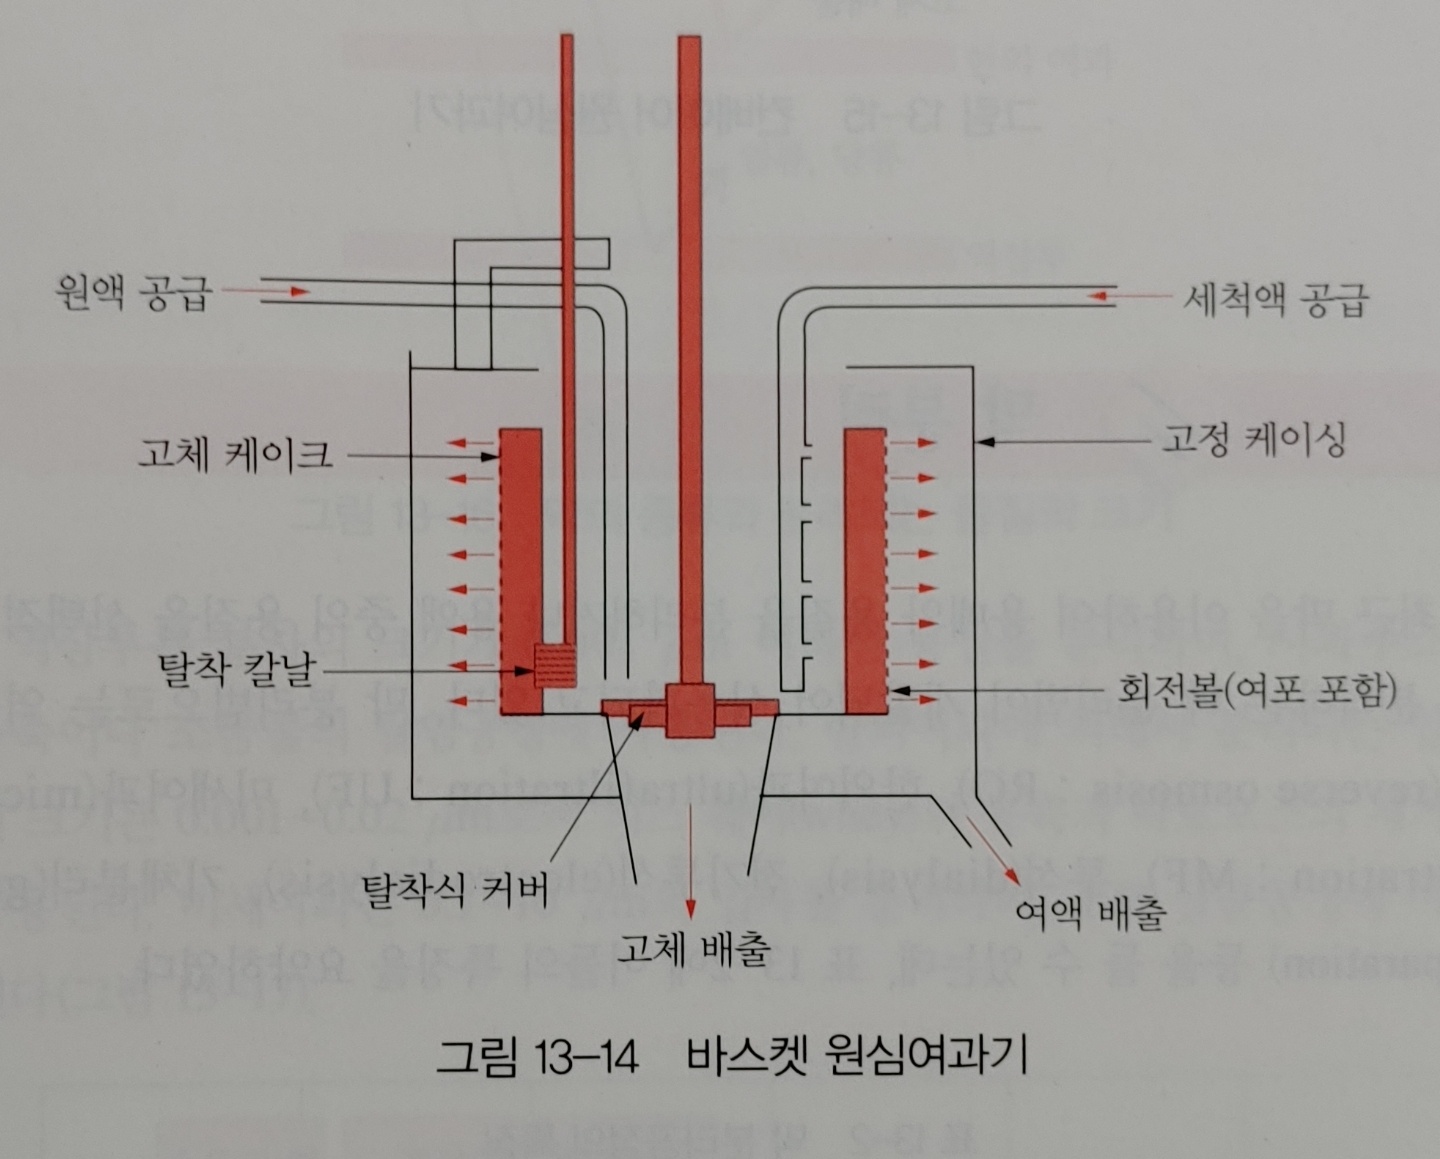 원액 공급
세척액 공급
고체 케이크
고정 케이싱
탈착 칼날
회전볼(여포 포함)
탈착식 커버
고체 배출
여액 배출
그림 13-14 바스켓 원심여과기